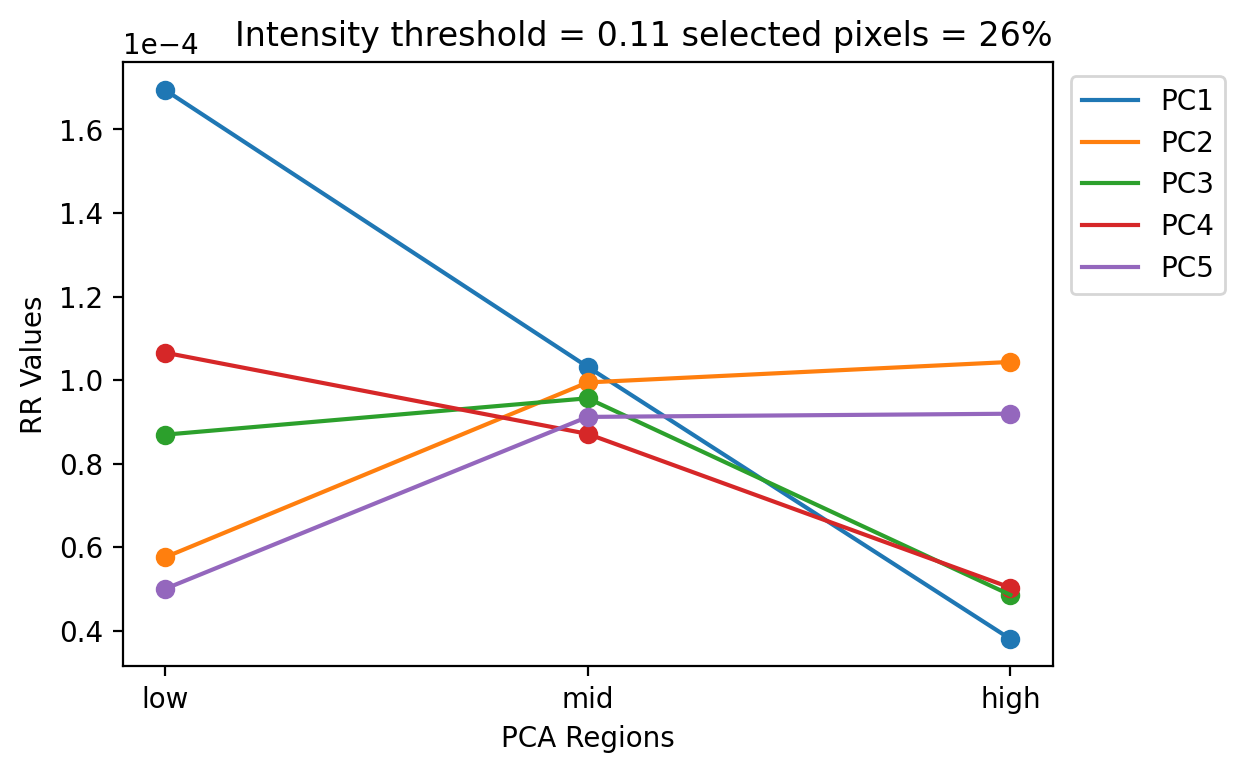 Intensity threshold = 0.11 selected pixels = 26%
1e−4
1.6
1.4
1.2
1.0
0.8
0.6
0.4
RR Values
low
mid
high
PCA Regions
PC1
PC2
PC3
PC4
PC5